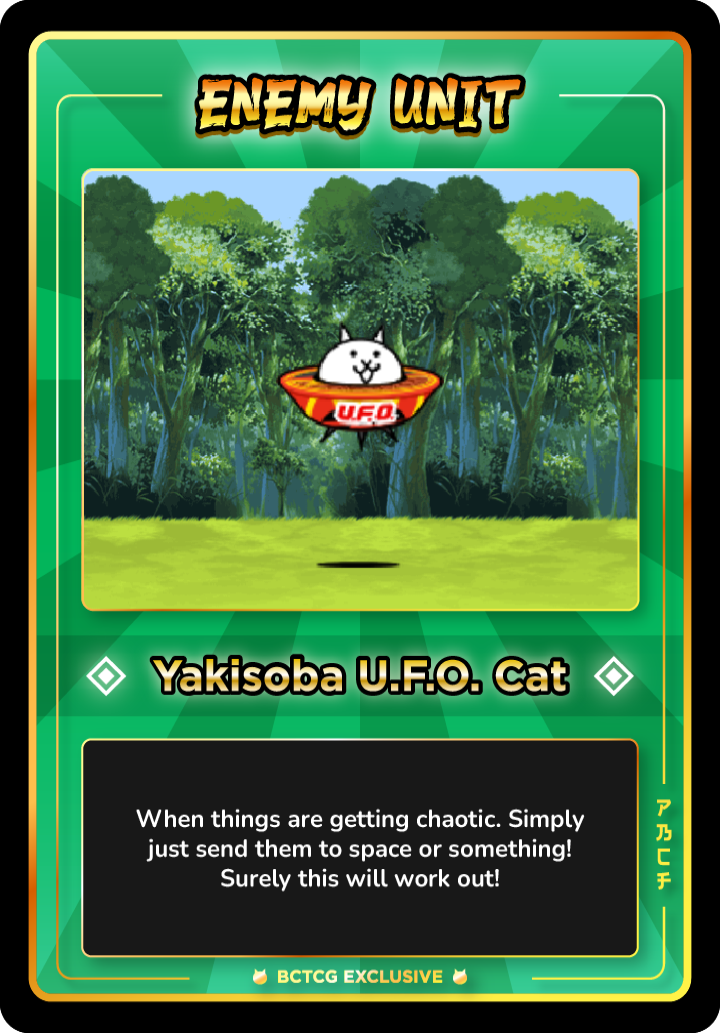 ENEMY UNIT
U.F.O.
Yakisoba U.F.O. Cat
When things are getting chaotic. Simply
just send them to space or something!
Surely this will work out!
ア乃匚チ
BCTCG EXCLUSIVE